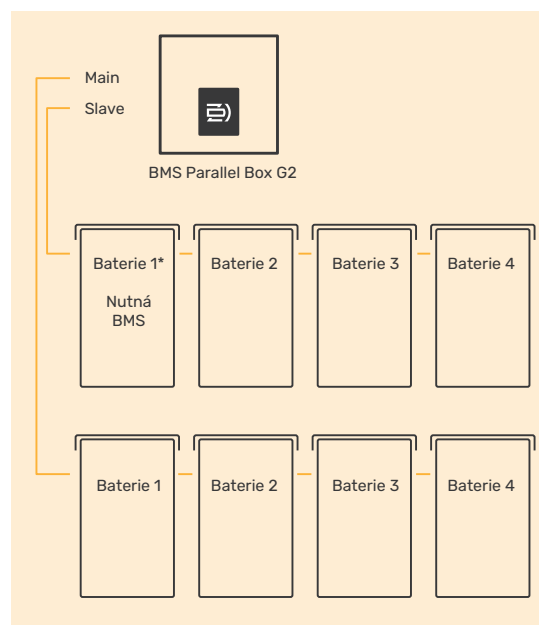 Main
Slave
BMS Parallel Box G2
Baterie 1*
Nutná
BMS
Baterie 2
Baterie 3
Baterie 4
Baterie 1
Baterie 2
Baterie 3
Baterie 4